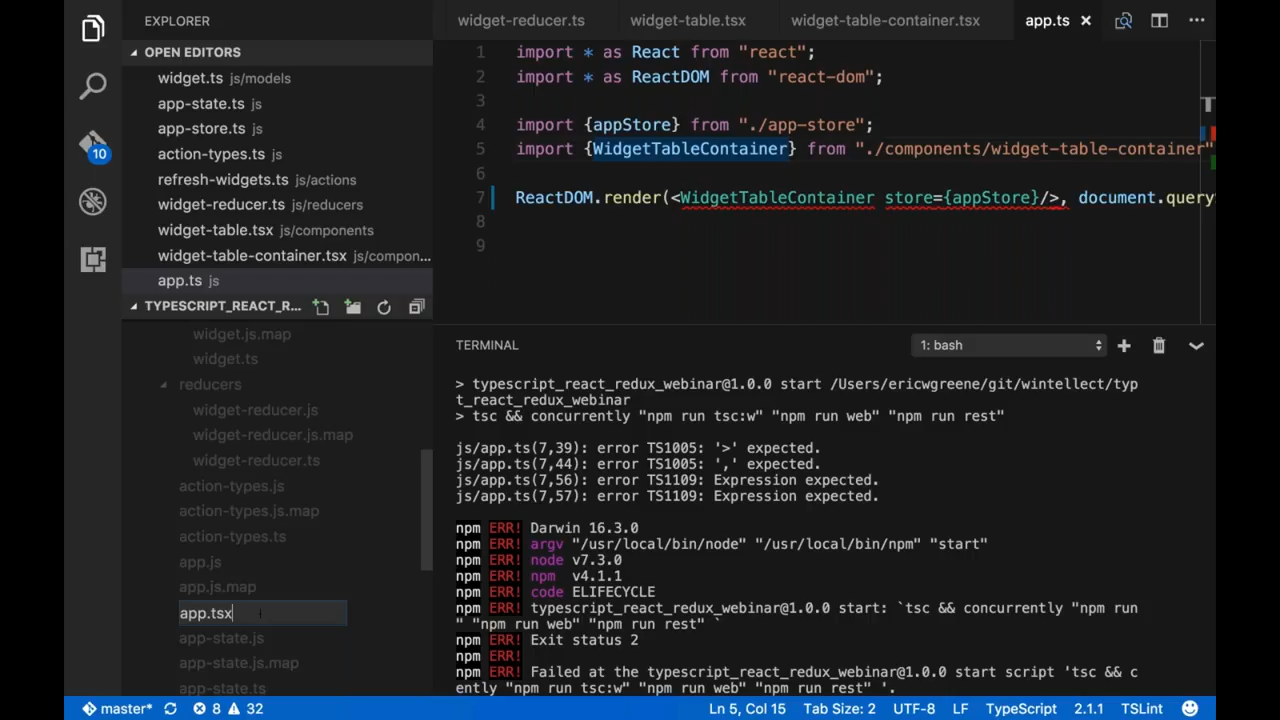 EXPLORER
OPEN EDITORS
widget.ts js/models
app-state.ts js
app-store.ts js
action-types.ts js
refresh-widgets.ts js/actions
widget-reducer.ts js/reducers
widget-table.tsx js/components
widget-table-container.tsx js/compon...
app.ts js
TYPESCRIPT_REACT_R...
widget.js.map
widget.ts
reducers
widget-reducer.js
widget-reducer.js.map
widget-reducer.ts
action-types.js
action-types.js.map
action-types.ts
app.js
app.js.map
app.tsx
app-state.js
app-state.js.map
app-state.ts
10
widget-reducer.ts widget-table.tsx widget-table-container.tsx app.ts
1 import * as React from "react";
2 import * as ReactDOM from "react-dom";
3
4 import {appStore} from "./app-store";
5 import {WidgetTableContainer} from "./components/widget-table-container"
6
7 ReactDOM.render(<WidgetTableContainer store={appStore}/>, document.query
8
9
TERMINAL 1: bash
> typescript_react_redux_webinar@1.0.0 start /Users/ericwgreene/git/wintellect/typ
t_react_redux_webinar
> tsc && concurrently "npm run tsc:w" "npm run web" "npm run rest"
js/app.ts(7,39): error TS1005: '>' expected.
js/app.ts(7,44): error TS1005: ',' expected.
js/app.ts(7,56): error TS1109: Expression expected.
js/app.ts(7,57): error TS1109: Expression expected.
npm ERR! Darwin 16.3.0
npm ERR! argv "/usr/local/bin/node" "/usr/local/bin/npm" "start"
npm ERR! node v7.3.0
npm ERR! npm v4.1.1
npm ERR! code ELIFECYCLE
npm ERR! typescript_react_redux_webinar@1.0.0 start: `tsc && concurrently "npm run
" "npm run web" "npm run rest" `
npm ERR! Exit status 2
npm ERR!
npm ERR! Failed at the typescript_react_redux_webinar@1.0.0 start script 'tsc && c
ently "npm run tsc:w" "npm run web" "npm run rest" '.
master* 8 32 Ln 5, Col 15 Tab Size: 2 UTF-8 LF TypeScript 2.1.1 TSLint